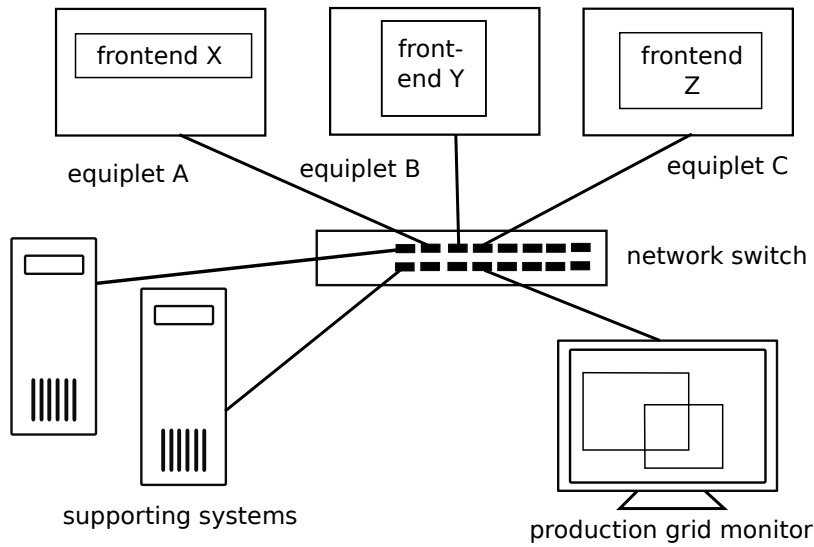 frontend X
front-
end Y
frontend
Z
equiplet A
equiplet B
equiplet C
network switch
supporting systems
production grid monitor